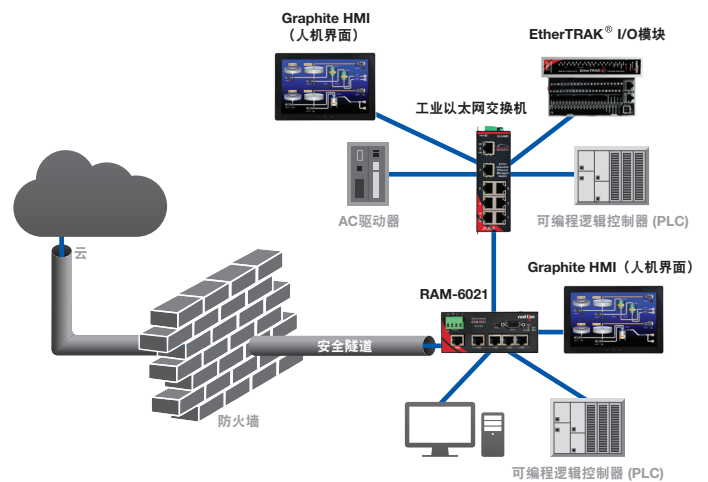 Graphite HMI
（人机界面）
EtherTRAK® I/O模块
工业以太网交换机
AC驱动器
可编程逻辑控制器 (PLC)
云
Graphite HMI（人机界面）
RAM-6021
安全隧道
防火墙
可编程逻辑控制器 (PLC)